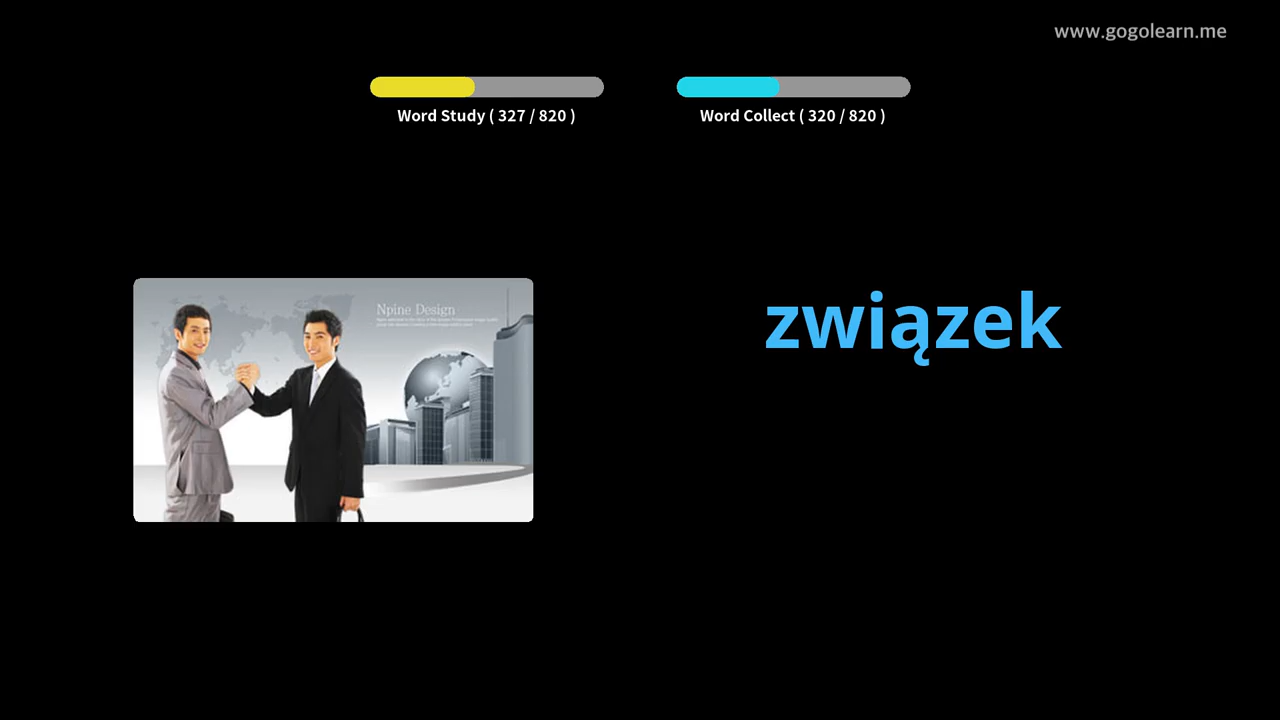 www.gogolearn.me
Word Study ( 327 / 820 )
Word Collect ( 320 / 820 )
Npine Design
związek